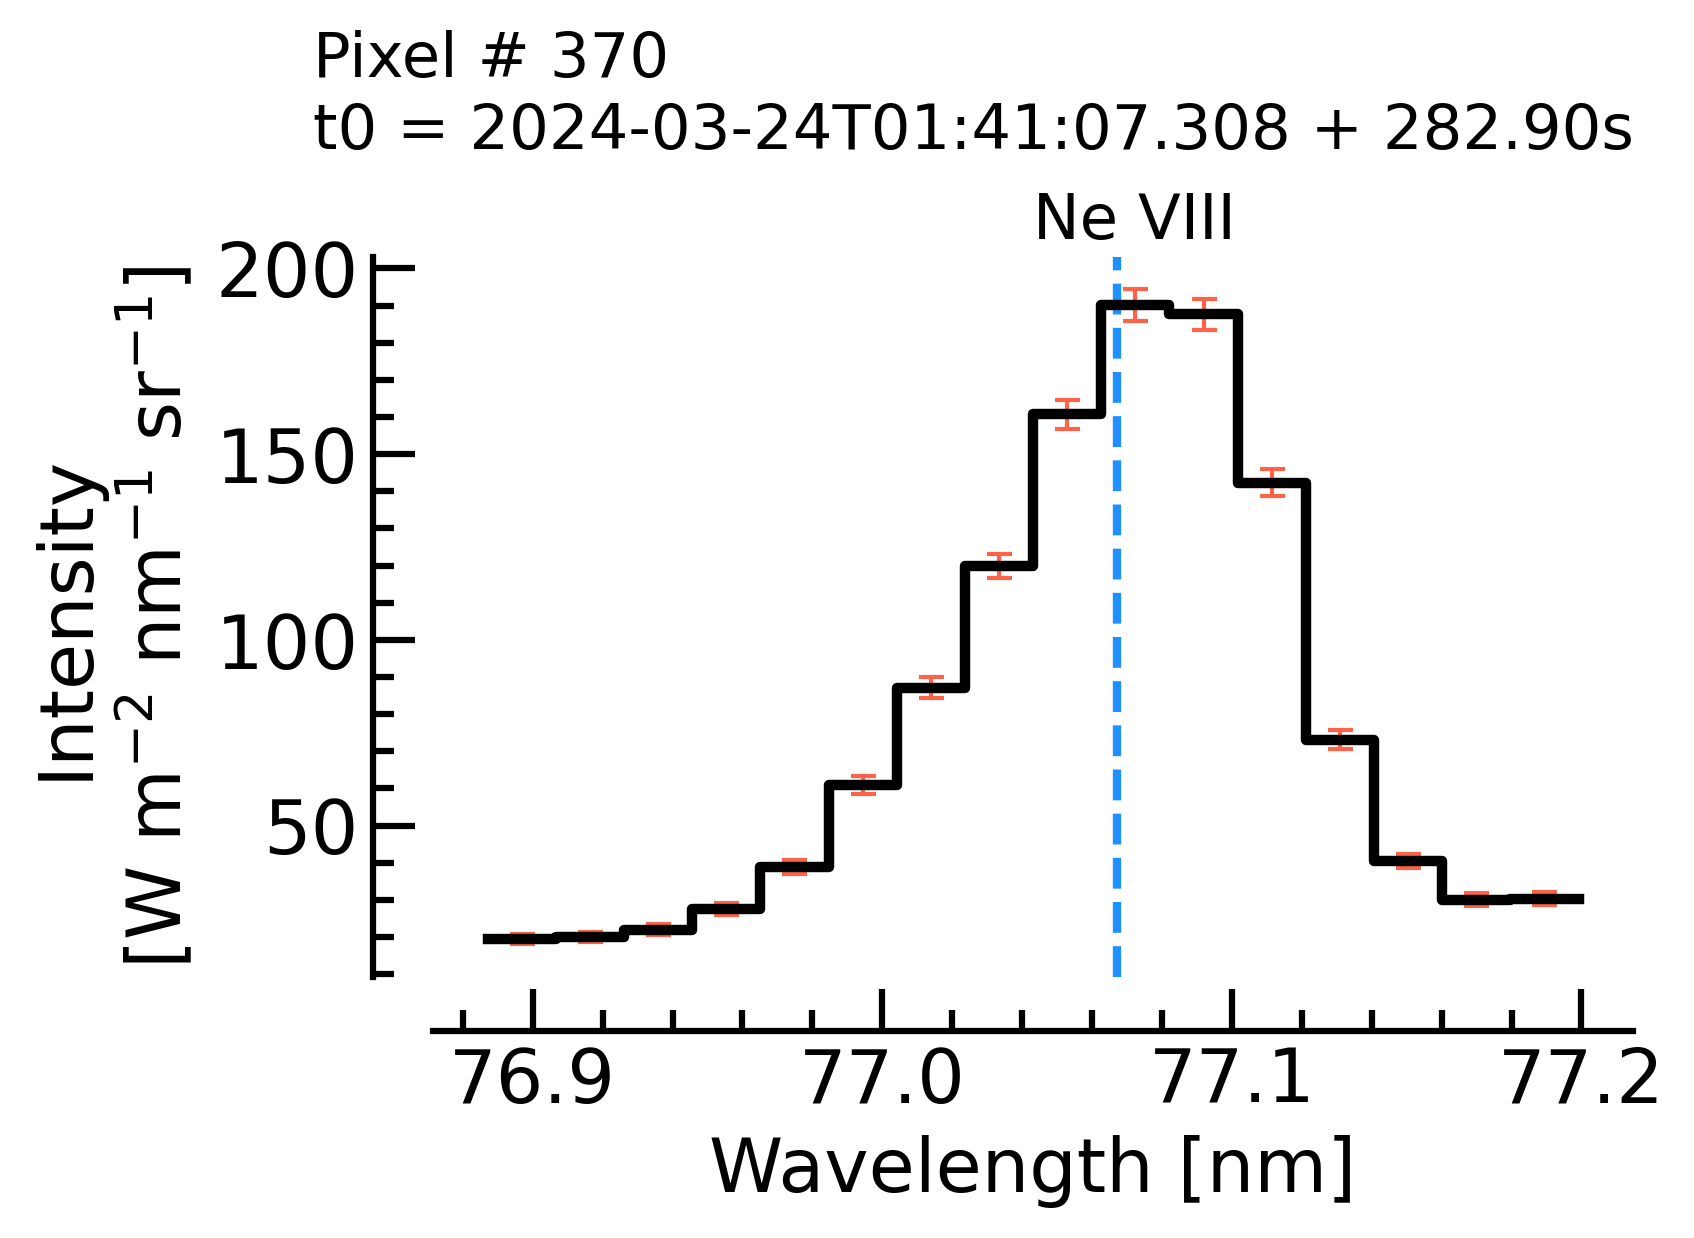 Pixel # 370
t0 = 2024-03-24T01:41:07.308 + 282.90s
Ne VIII
Intensity
[W m⁻² nm⁻¹ sr⁻¹]
200
150
100
50
76.9 77.0 77.1 77.2
Wavelength [nm]